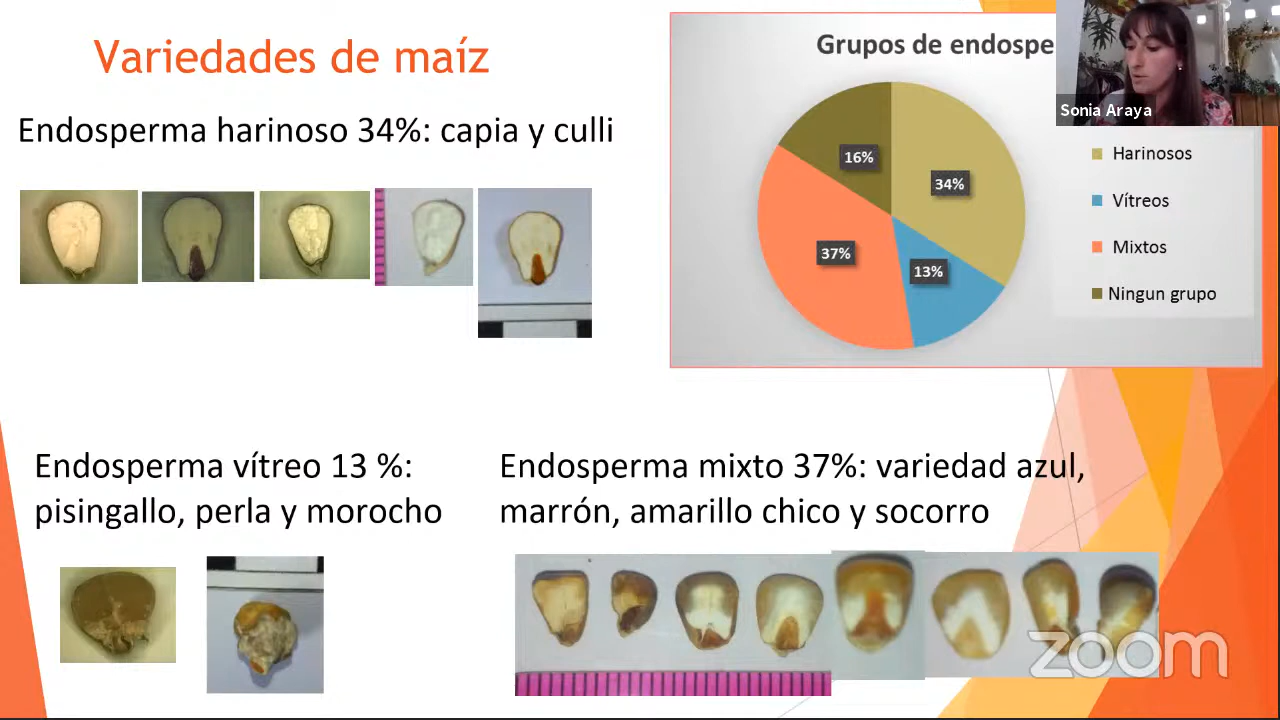 Variedades de maíz
Endosperma harinoso 34%: capia y culli
Grupos de endospe
Sonia Araya
16%
34%
37%
13%
Harinosos
Vítreos
Mixtos
Ningun grupo
Endosperma vítreo 13 %:
pisingallo, perla y morocho
Endosperma mixto 37%: variedad azul,
marrón, amarillo chico y socorro
zoom